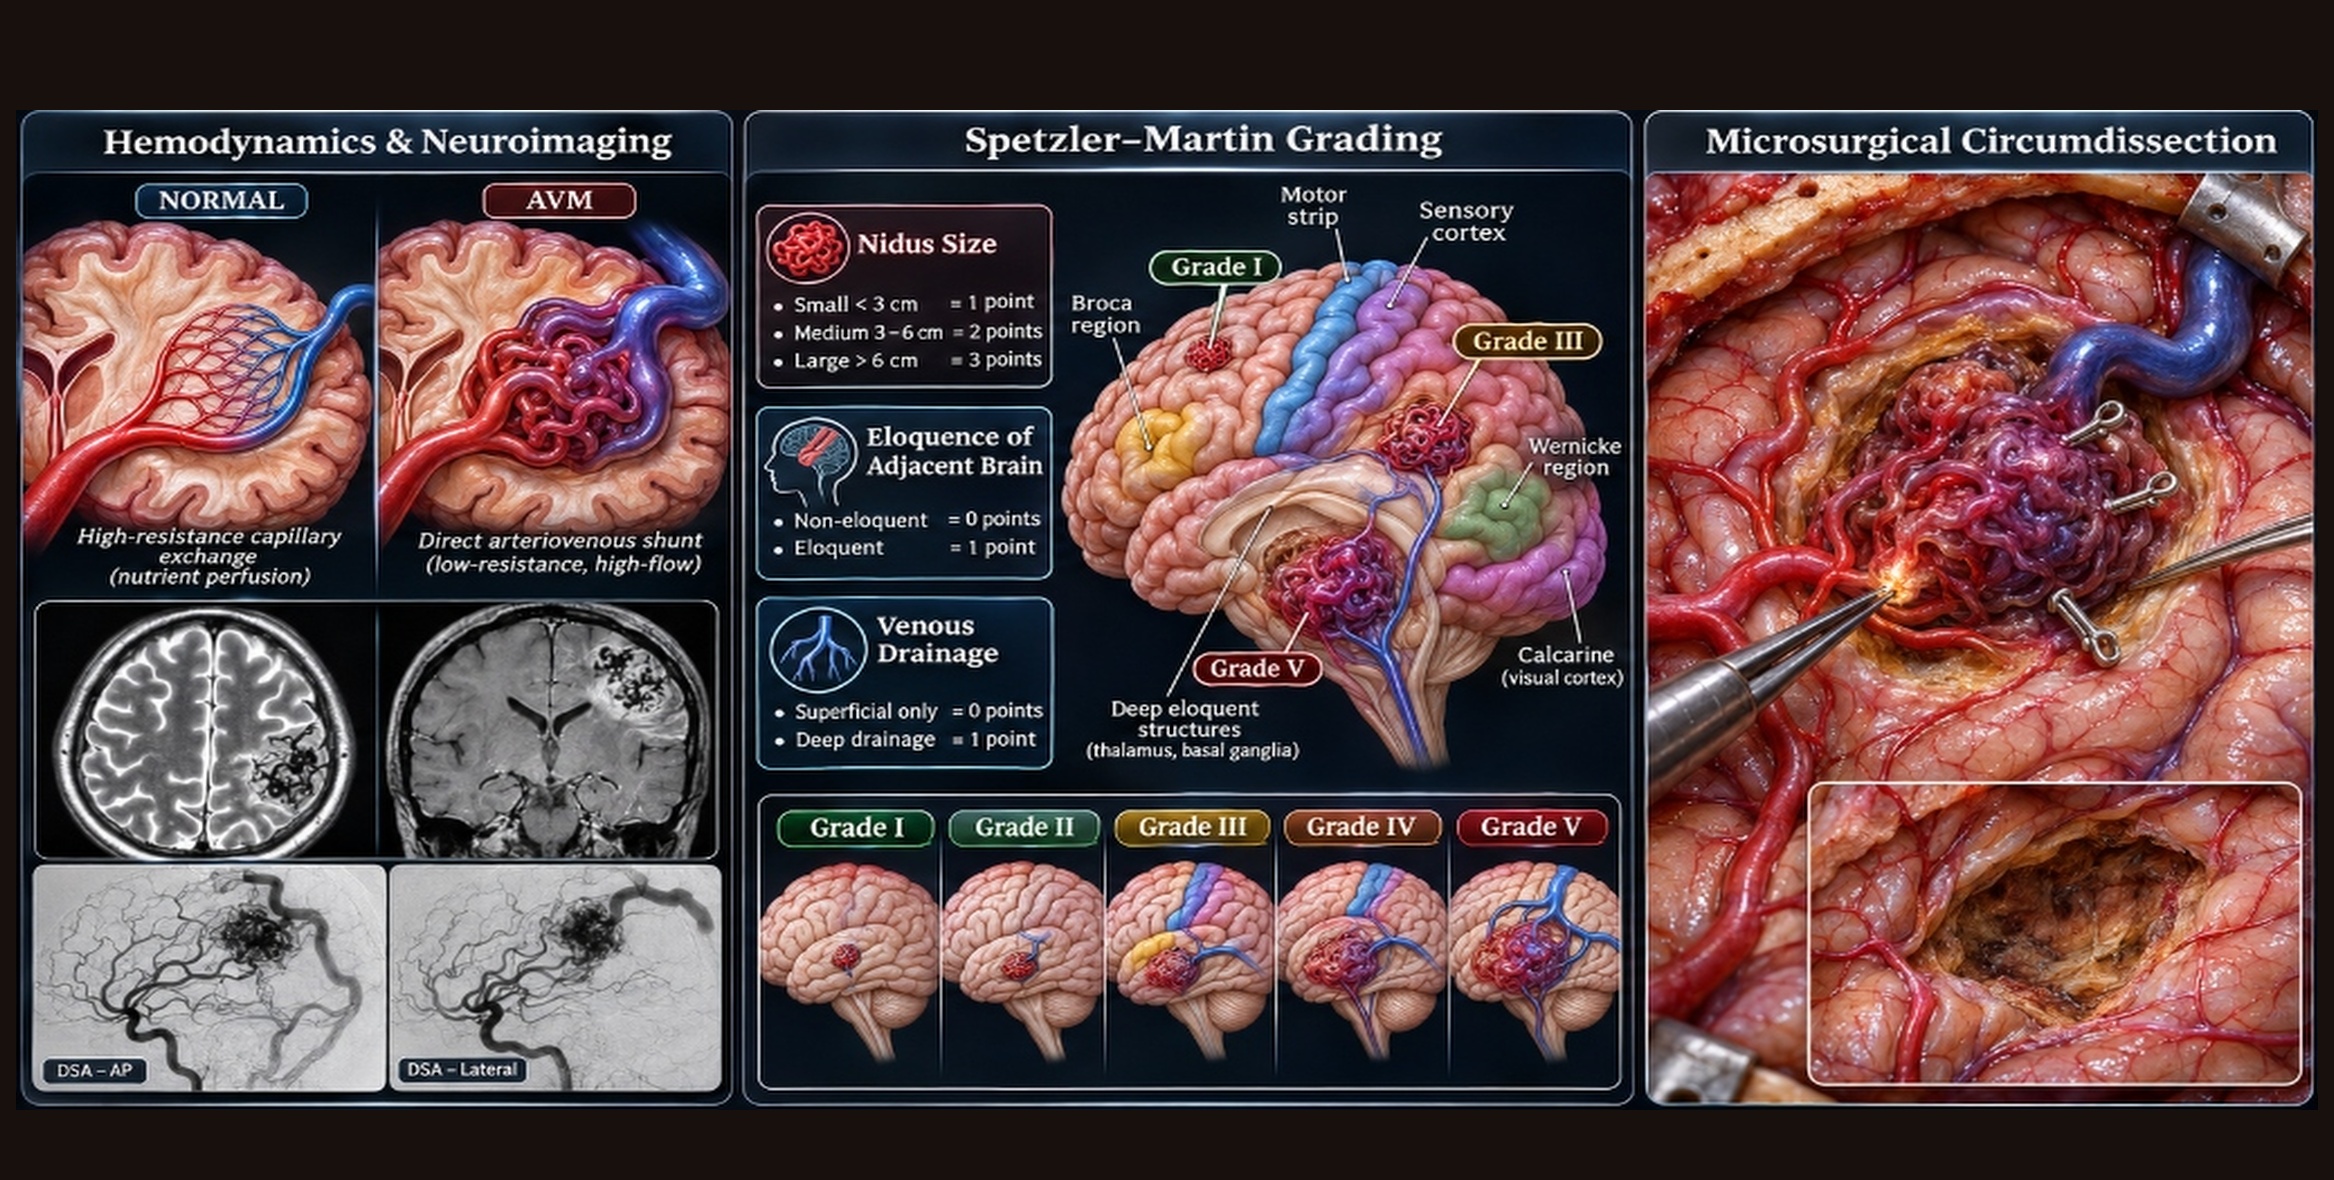 Hemodynamics & Neuroimaging
NORMAL
AVM
High-resistance capillary
exchange
(nutrient perfusion)
Direct arteriovenous shunt
(low-resistance, high-flow)
DSA – AP
DSA – Lateral
Spetzler–Martin Grading
Nidus Size
• Small < 3 cm = 1 point
• Medium 3–6 cm = 2 points
• Large > 6 cm = 3 points
Eloquence of
Adjacent Brain
• Non-eloquent = 0 points
• Eloquent = 1 point
Venous
Drainage
• Superficial only = 0 points
• Deep drainage = 1 point
Motor
strip
Sensory
cortex
Grade I
Broca
region
Grade III
Wernicke
region
Grade V
Calcarine
(visual cortex)
Deep eloquent
structures
(thalamus, basal ganglia)
Grade I
Grade II
Grade III
Grade IV
Grade V
Microsurgical Circumdissection